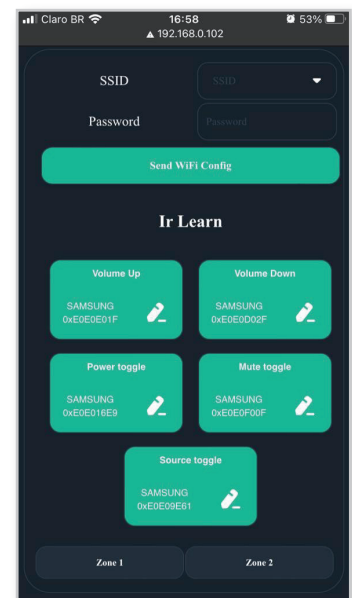 Claro BR 16:58 53%
192.168.0.102
SSID SSID
Password Password
Send WiFi Config
Ir Learn
Volume Up Volume Down
SAMSUNG SAMSUNG
0xE0E0E01F 0xE0E0D02F
Power toggle Mute toggle
SAMSUNG SAMSUNG
0xE0E016E9 0xE0E0F00F
Source toggle
SAMSUNG
0xE0E09E61
Zone 1 Zone 2